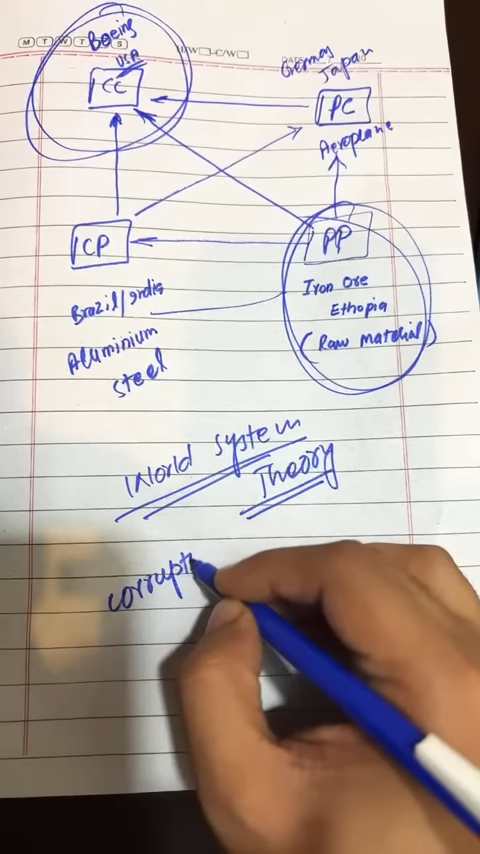 M T W T S
C/W
Boeing
USA
CC
Germany
Japan
PC
Aeroplane
CP
PP
Brazil/India
Aluminium
Steel
Iron Ore
Ethopia
(Raw Material)
World System
Theory
corrupt